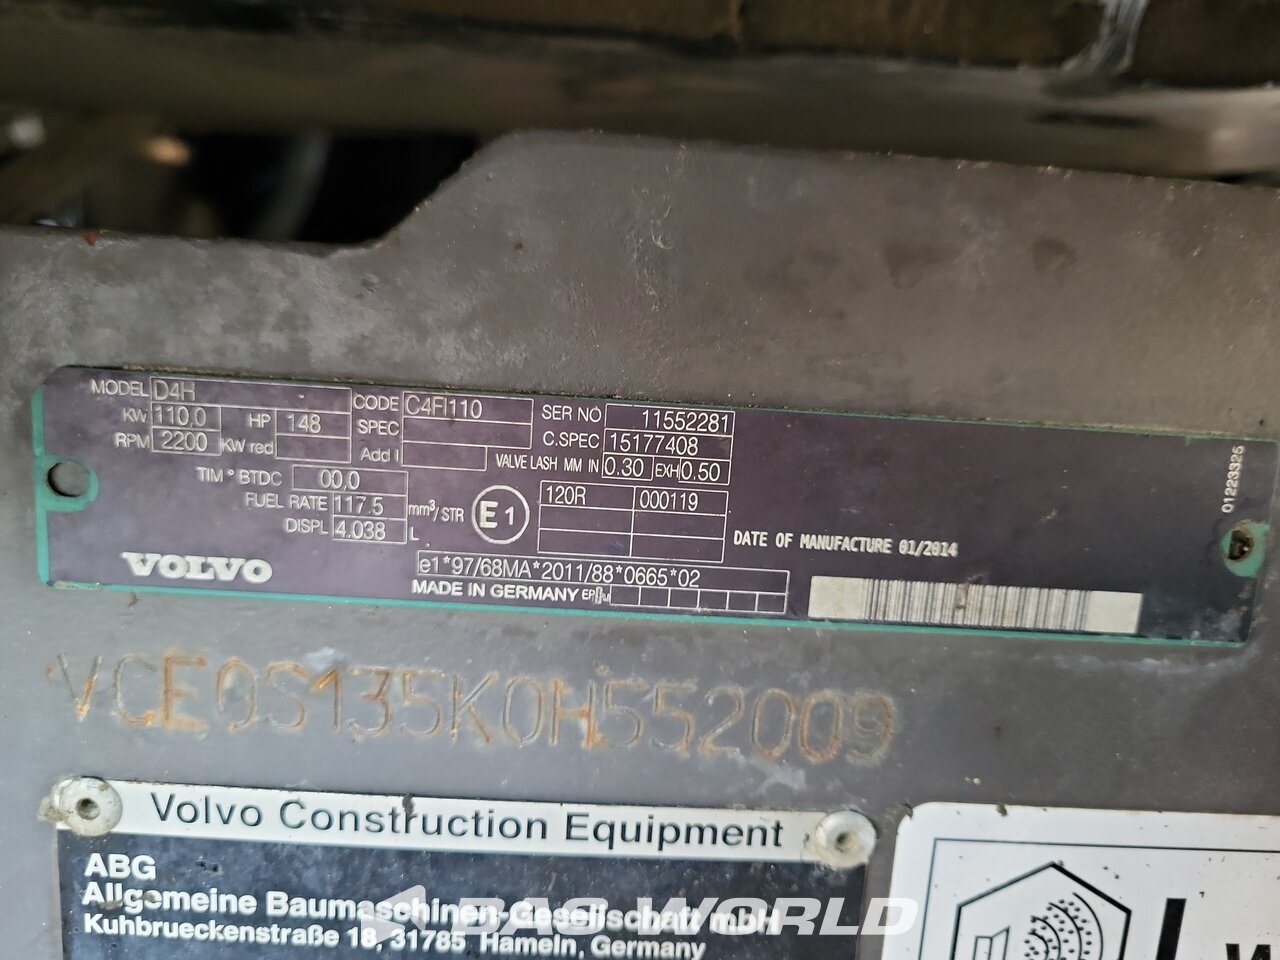 MODEL D4H CODE C4FI110 SER NO 11552281
KW 110,0 HP 148 SPEC C.SPEC 15177408
RPM 2200 KW red Add I VALVE LASH MM IN 0.30 EXH 0.50
TIM ° BTDC 00,0
120R 000119
FUEL RATE 117.5 mm³/STR E1
DISPL 4.038 L
DATE OF MANUFACTURE 01/2014
01223325
VOLVO
e1*97/68MA*2011/88*0665*02
MADE IN GERMANY EP
VCE0S135K0H552009
Volvo Construction Equipment
ABG
Allgemeine Baumaschinen-Gesellschaft mbH
Kuhbrueckenstraße 18, 31785 Hameln, Germany
BAS WORLD